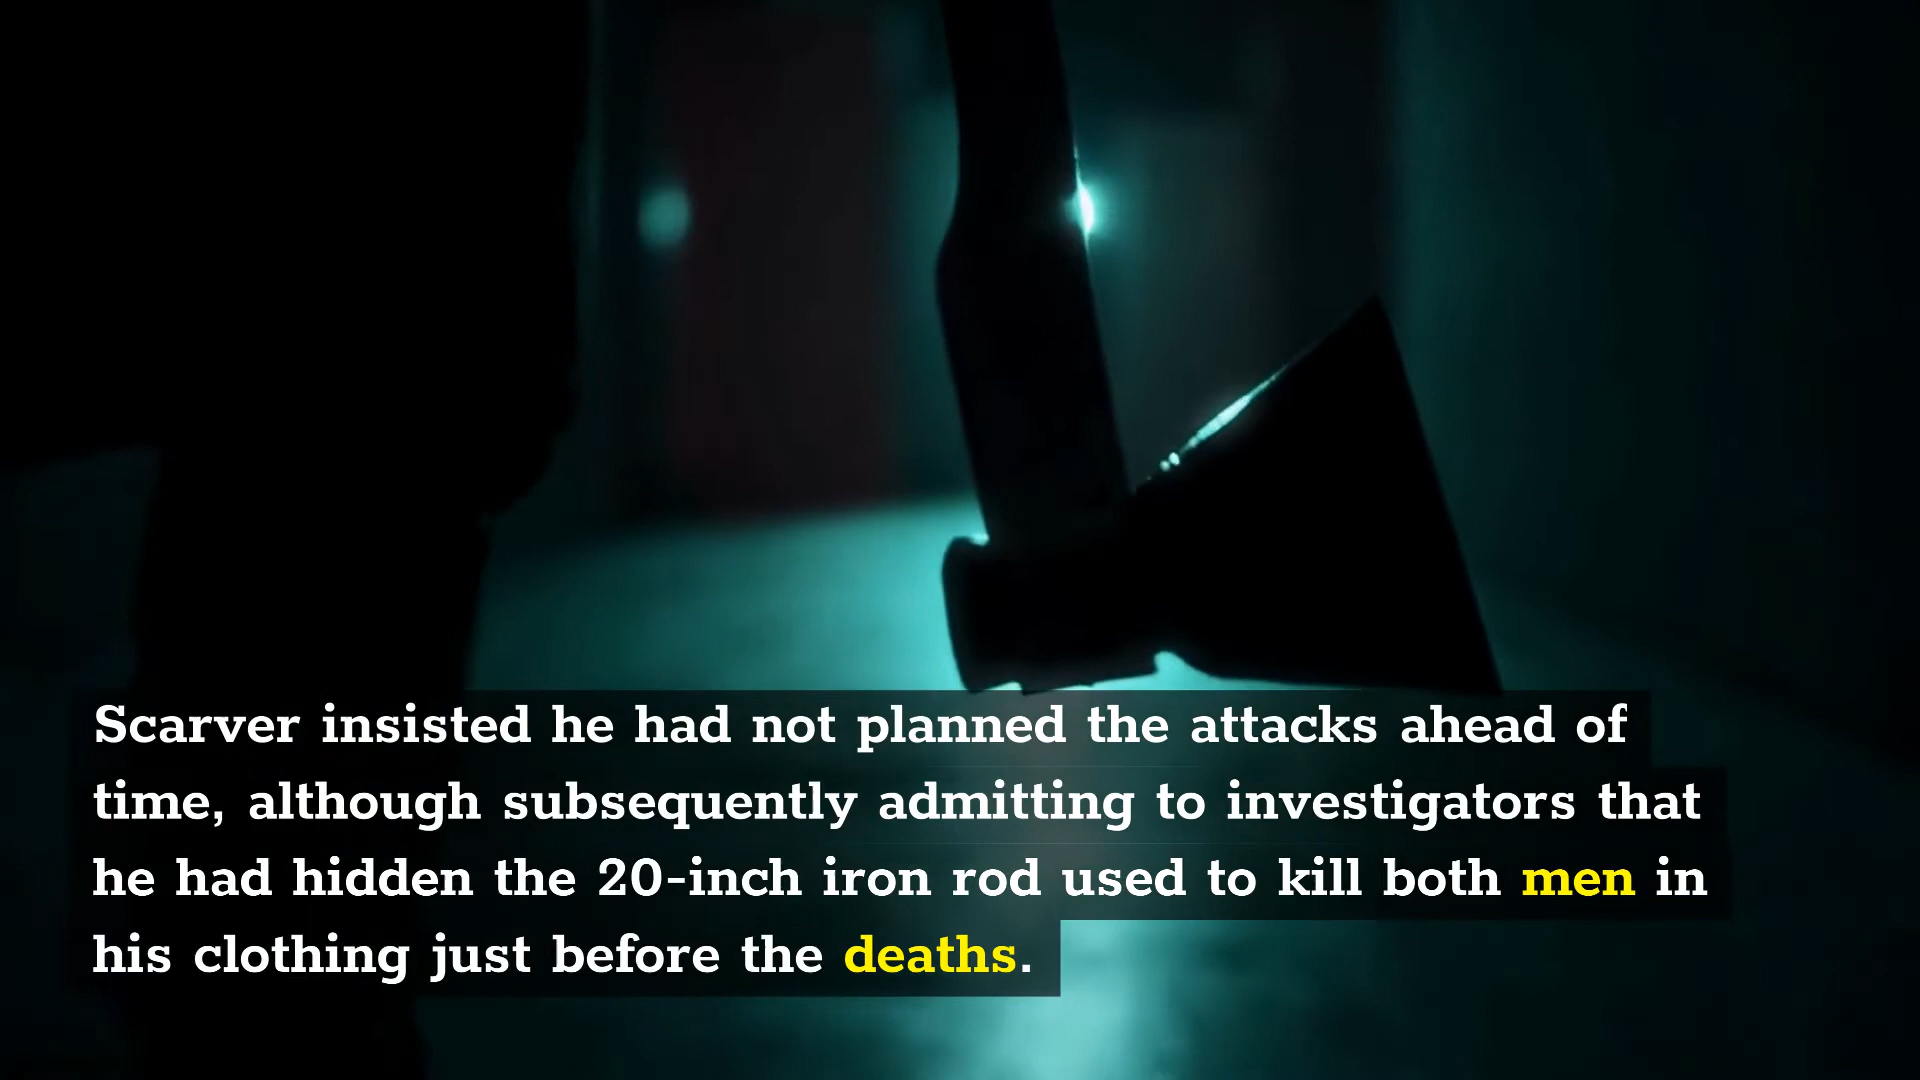 Scarver insisted he had not planned the attacks ahead of
time, although subsequently admitting to investigators that
he had hidden the 20-inch iron rod used to kill both men in
his clothing just before the deaths.